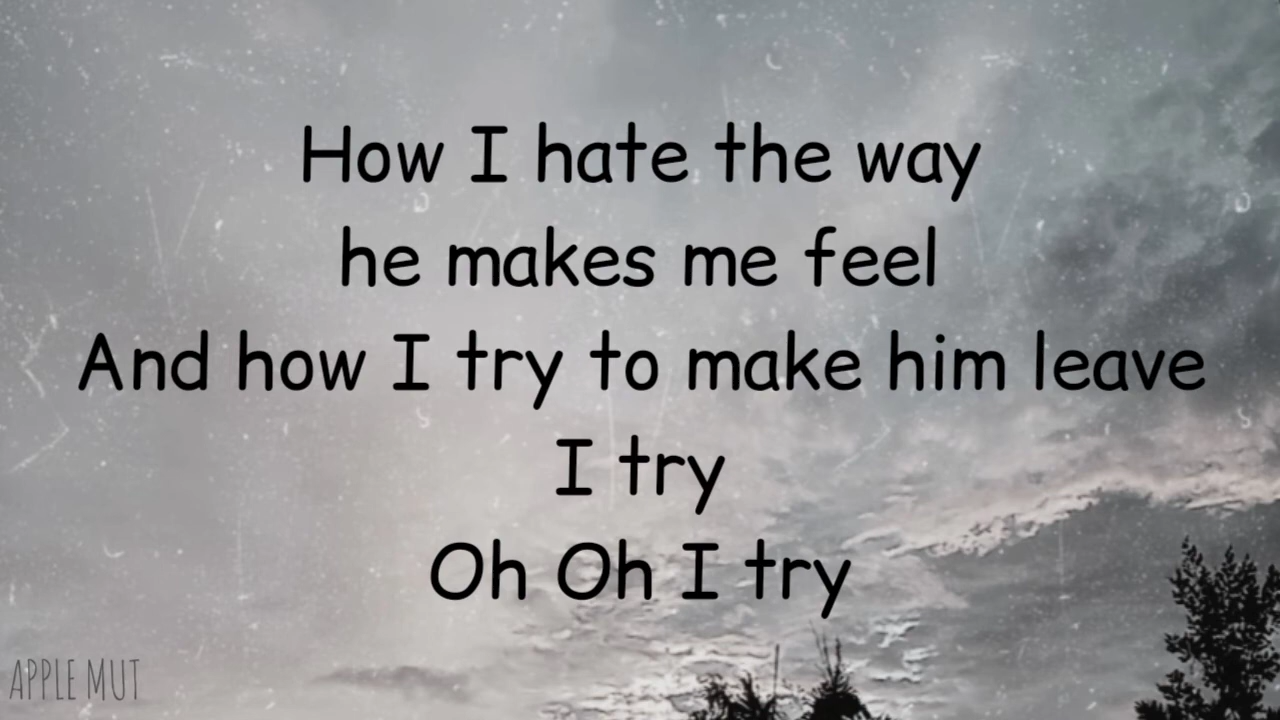 How I hate the way
he makes me feel
And how I try to make him leave
I try
Oh Oh I try
APPLE MUT